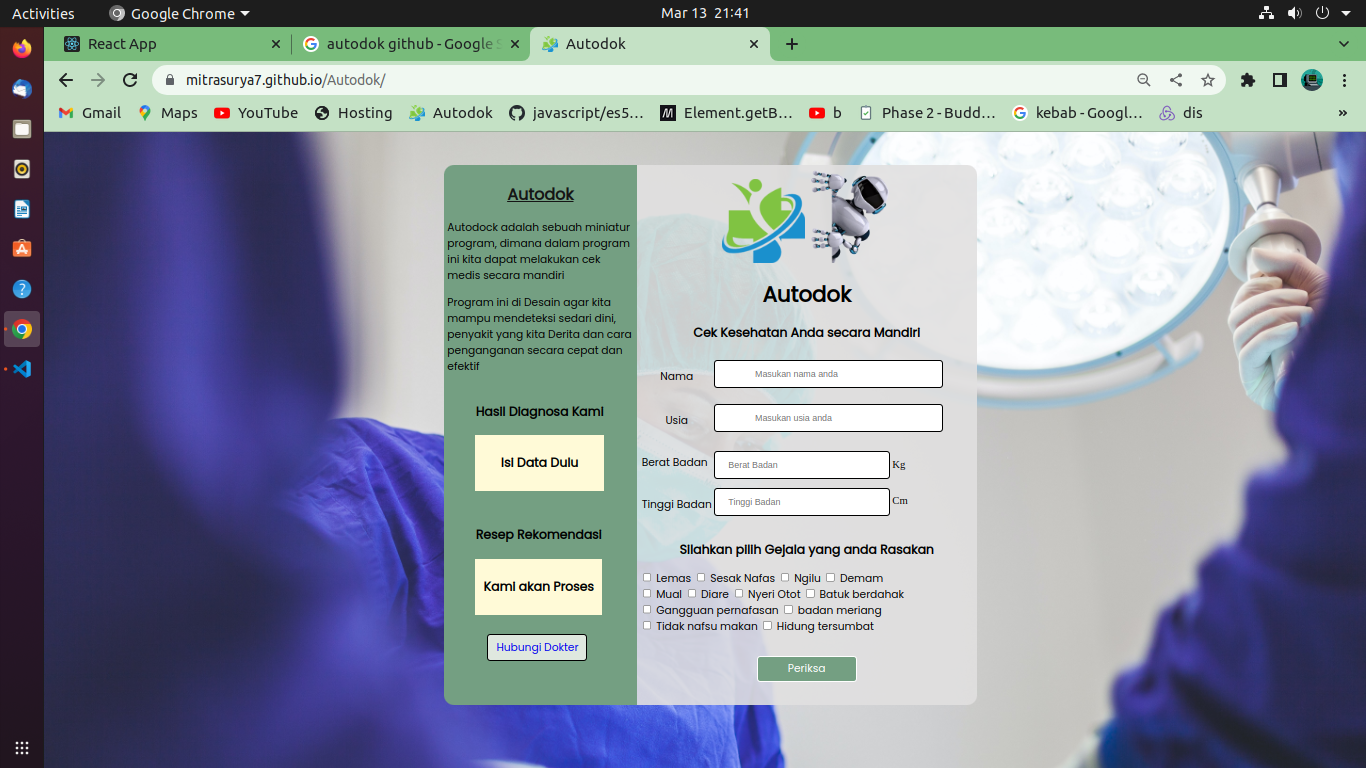 Activities
Google Chrome
Mar 13 21:41
React App
autodok github - Google S
Autodok
mitrasurya7.github.io/Autodok/
Gmail
Maps
YouTube
Hosting
Autodok
javascript/es5...
Element.getB...
b
Phase 2 - Budd...
kebab - Googl...
dis
»
Autodok
Autodock adalah sebuah miniatur
program, dimana dalam program
ini kita dapat melakukan cek
medis secara mandiri
Program ini di Desain agar kita
mampu mendeteksi sedari dini,
penyakit yang kita Derita dan cara
penganganan secara cepat dan
efektif
Hasil Diagnosa Kami
Isi Data Dulu
Resep Rekomendasi
Kami akan Proses
Hubungi Dokter
Autodok
Cek Kesehatan Anda secara Mandiri
Nama Masukan nama anda
Usia Masukan usia anda
Berat Badan Berat Badan Kg
Tinggi Badan Tinggi Badan Cm
Silahkan pilih Gejala yang anda Rasakan
Lemas Sesak Nafas Ngilu Demam
Mual Diare Nyeri Otot Batuk berdahak
Gangguan pernafasan badan meriang
Tidak nafsu makan Hidung tersumbat
Periksa